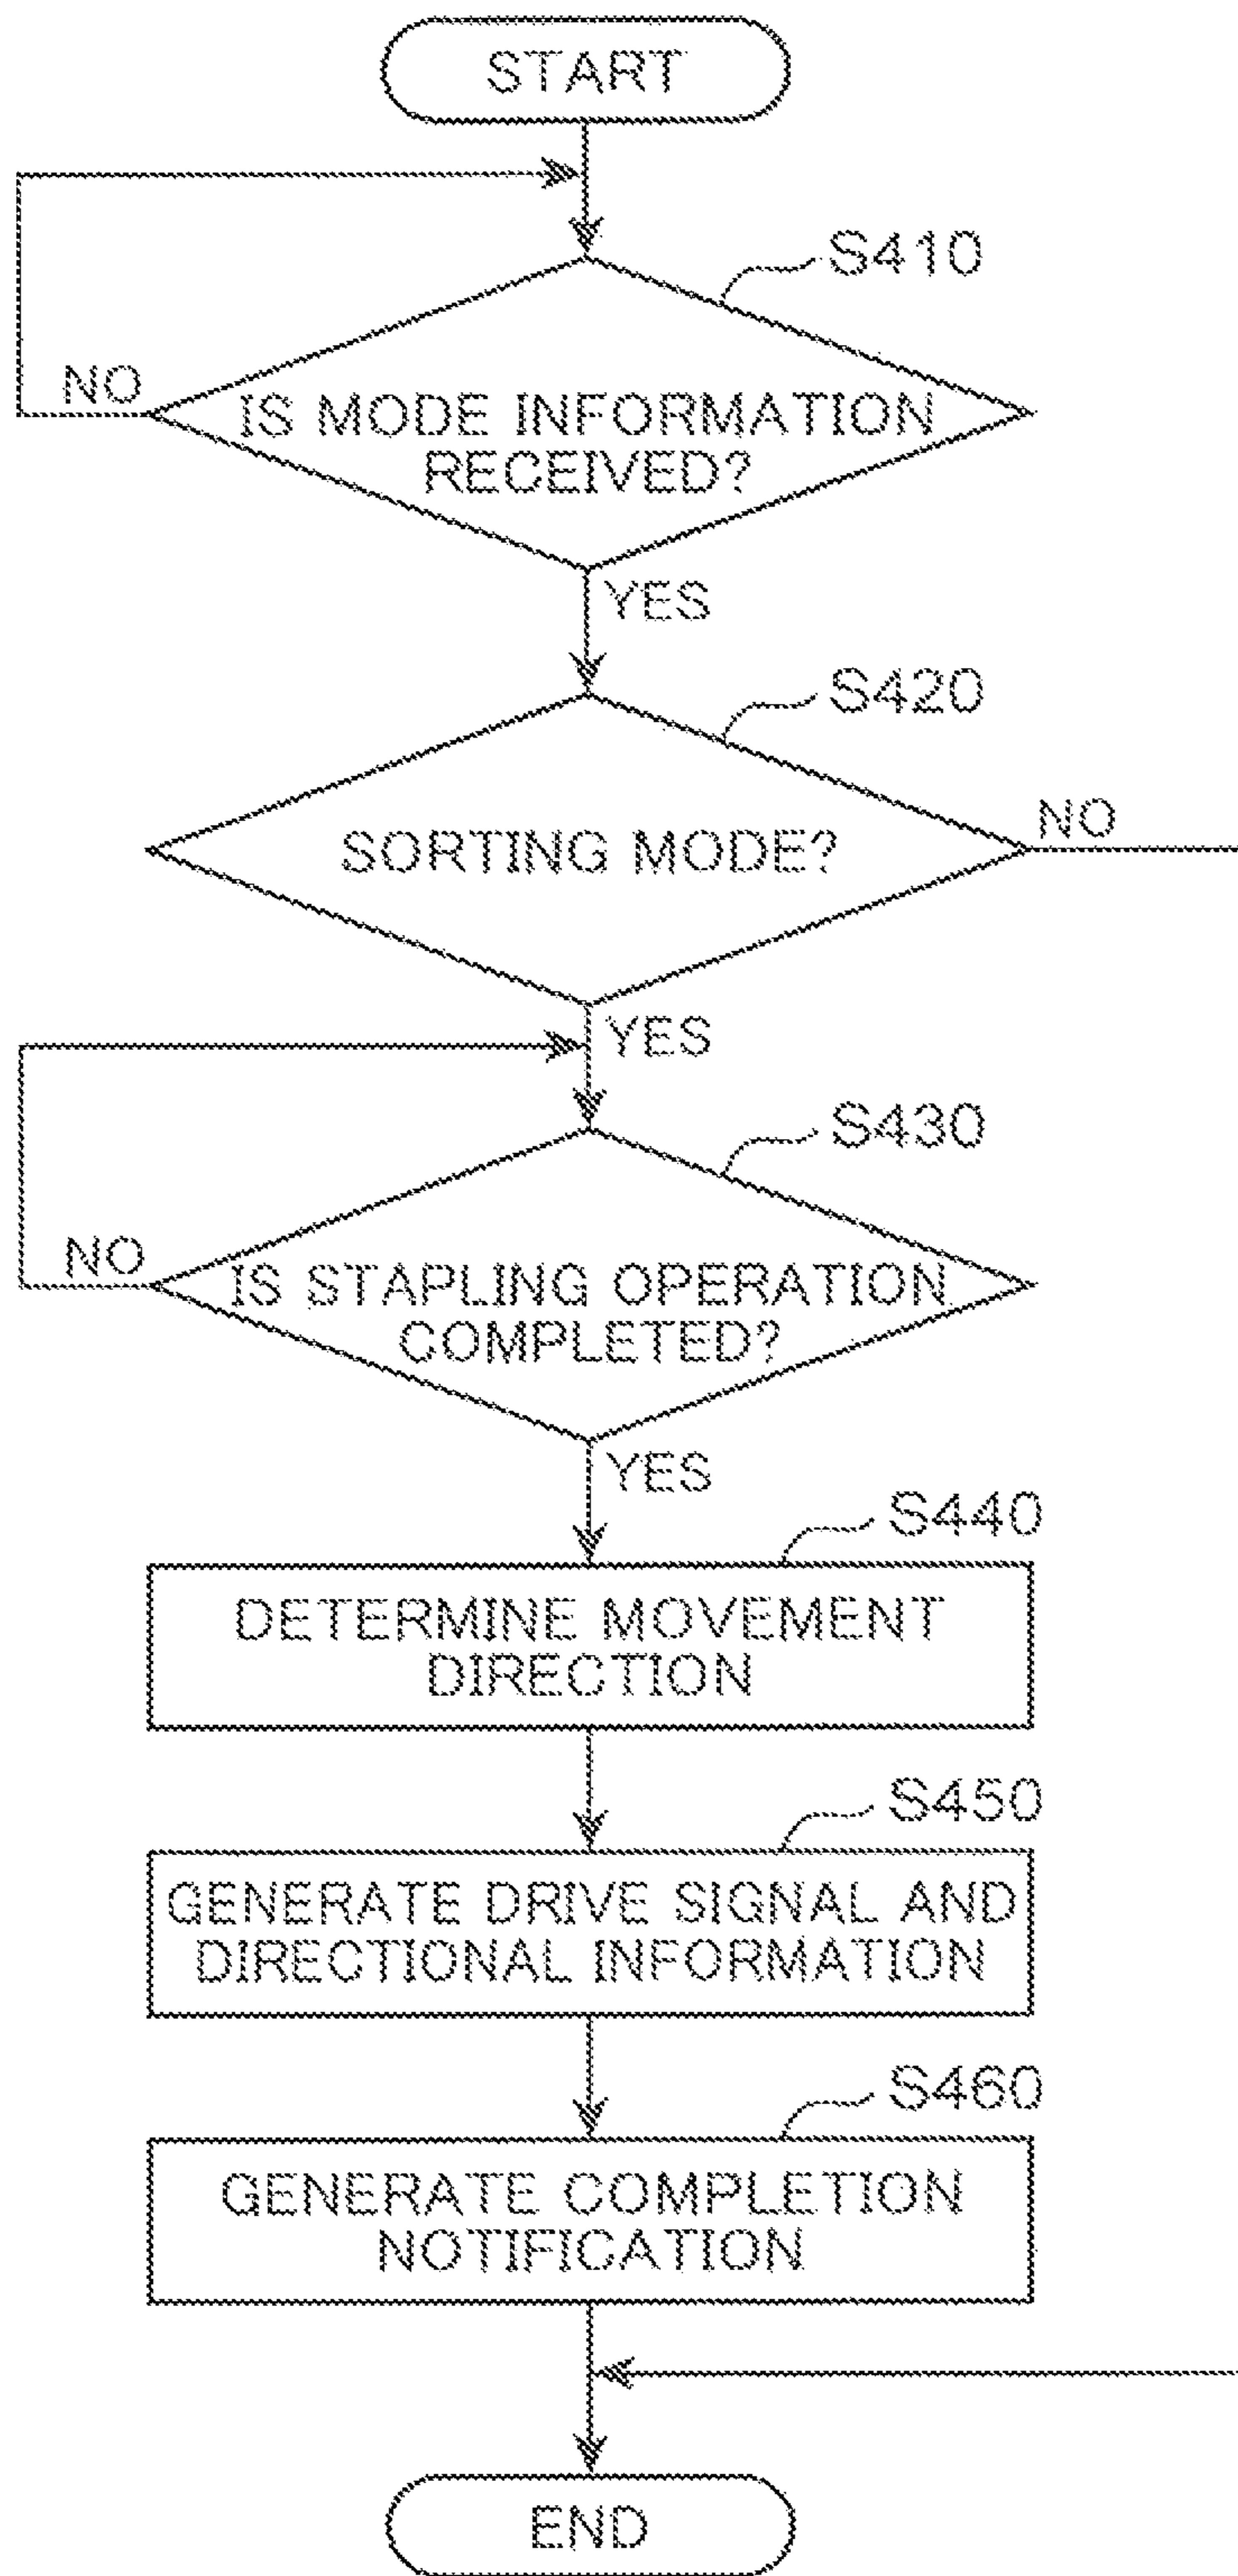 START
S410
NO
IS MODE INFORMATION
RECEIVED?
YES
S420
NO
SORTING MODE?
YES
S430
NO
IS STAPLING OPERATION
COMPLETED?
YES
S440
DETERMINE MOVEMENT
DIRECTION
S450
GENERATE DRIVE SIGNAL AND
DIRECTIONAL INFORMATION
S460
GENERATE COMPLETION
NOTIFICATION
END